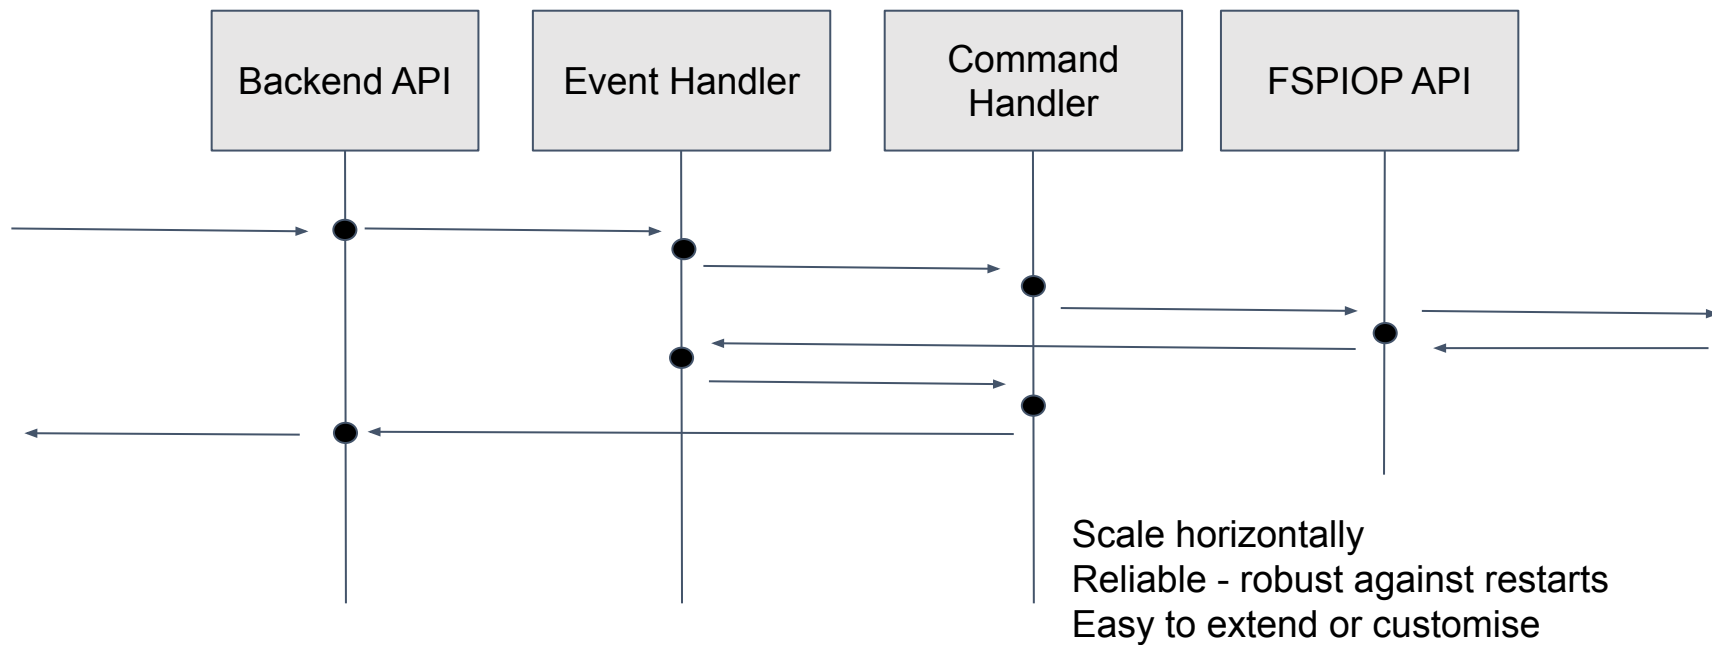 Backend API
Event Handler
Command
Handler
FSPIOP API
Scale horizontally
Reliable - robust against restarts
Easy to extend or customise